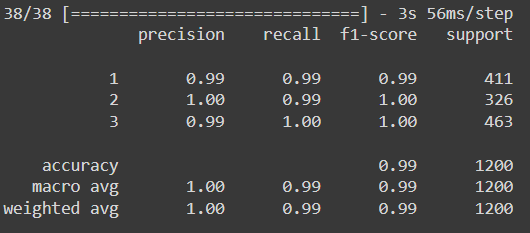 38/38 [==============================] - 3s 56ms/step
              precision    recall  f1-score   support

           1       0.99      0.99      0.99       411
           2       1.00      0.99      1.00       326
           3       0.99      1.00      1.00       463

    accuracy                           0.99      1200
   macro avg       1.00      0.99      0.99      1200
weighted avg       1.00      0.99      0.99      1200